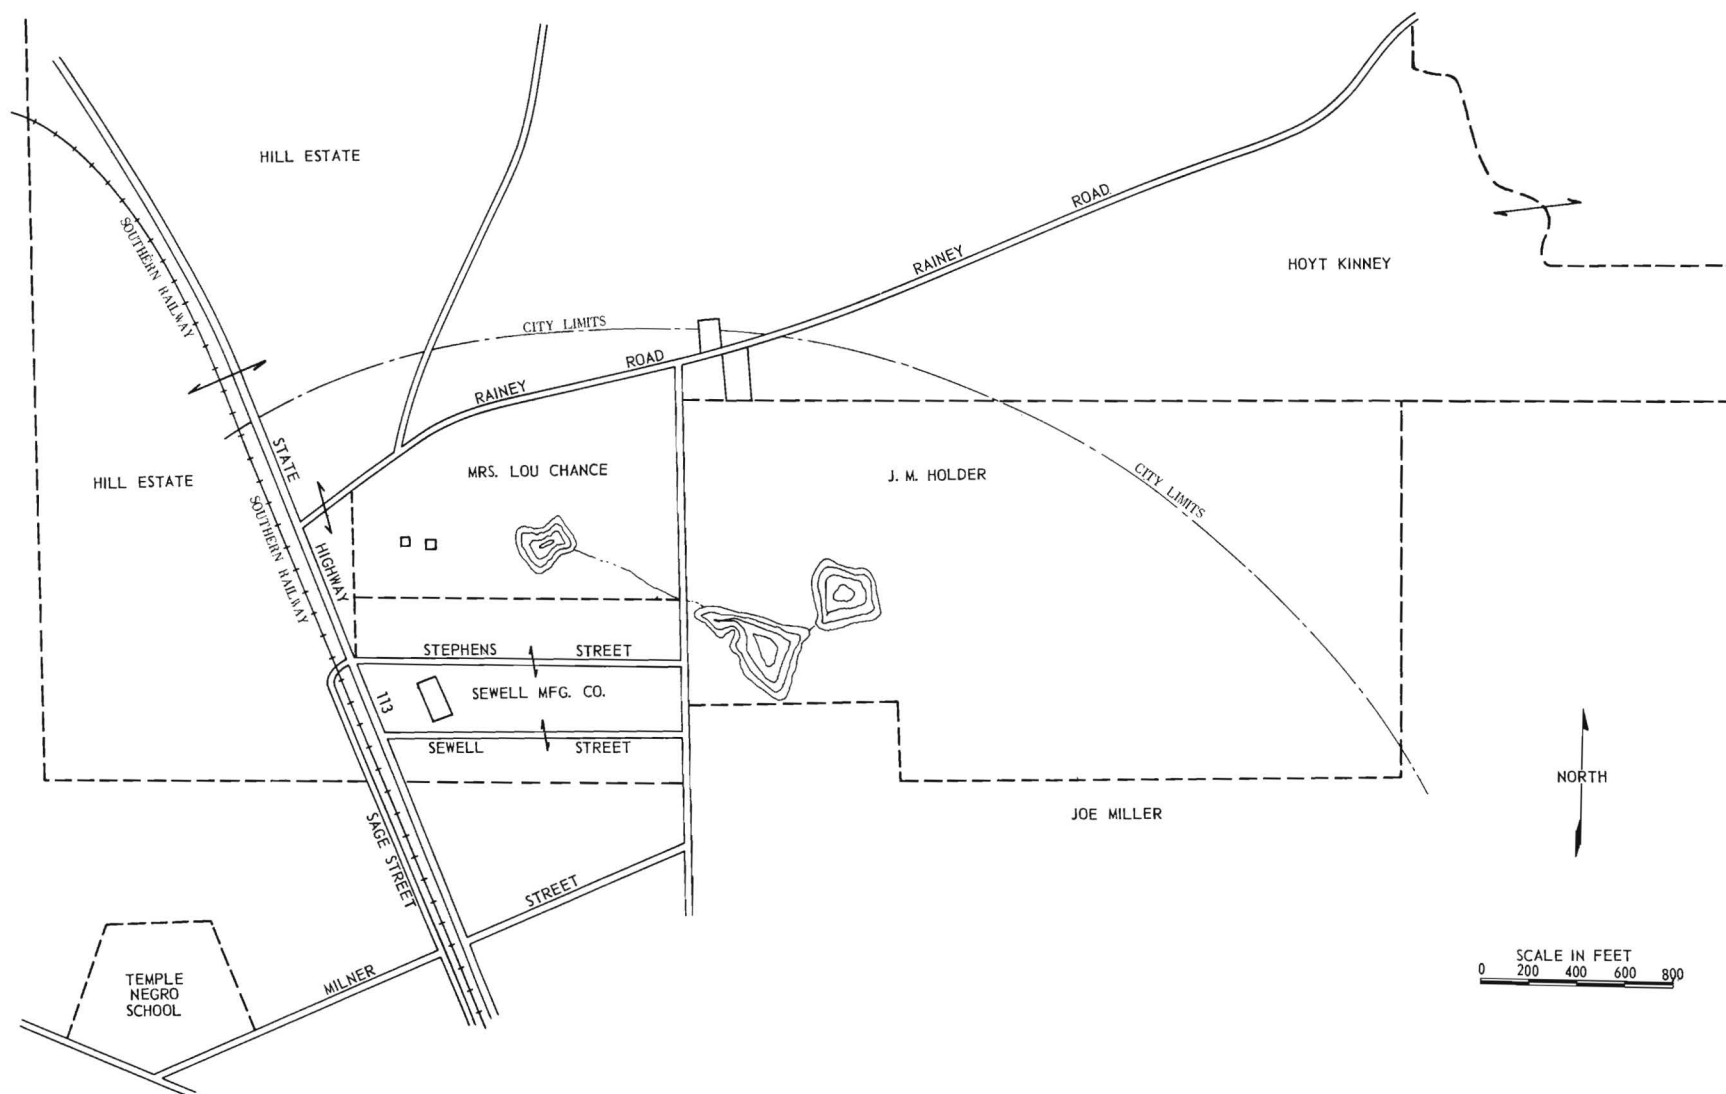 HILL ESTATE
SOUTHERN RAILWAY
ROAD
RAINEY
HOYT KINNEY
CITY LIMITS
ROAD
RAINEY
STATE
HIGHWAY
113
HILL ESTATE
SOUTHERN RAILWAY
MRS. LOU CHANCE
J. M. HOLDER
CITY LIMITS
STEPHENS STREET
SEWELL MFG. CO.
SEWELL STREET
SAGE STREET
NORTH
JOE MILLER
MILNER STREET
TEMPLE
NEGRO
SCHOOL
SCALE IN FEET
0 200 400 600 800